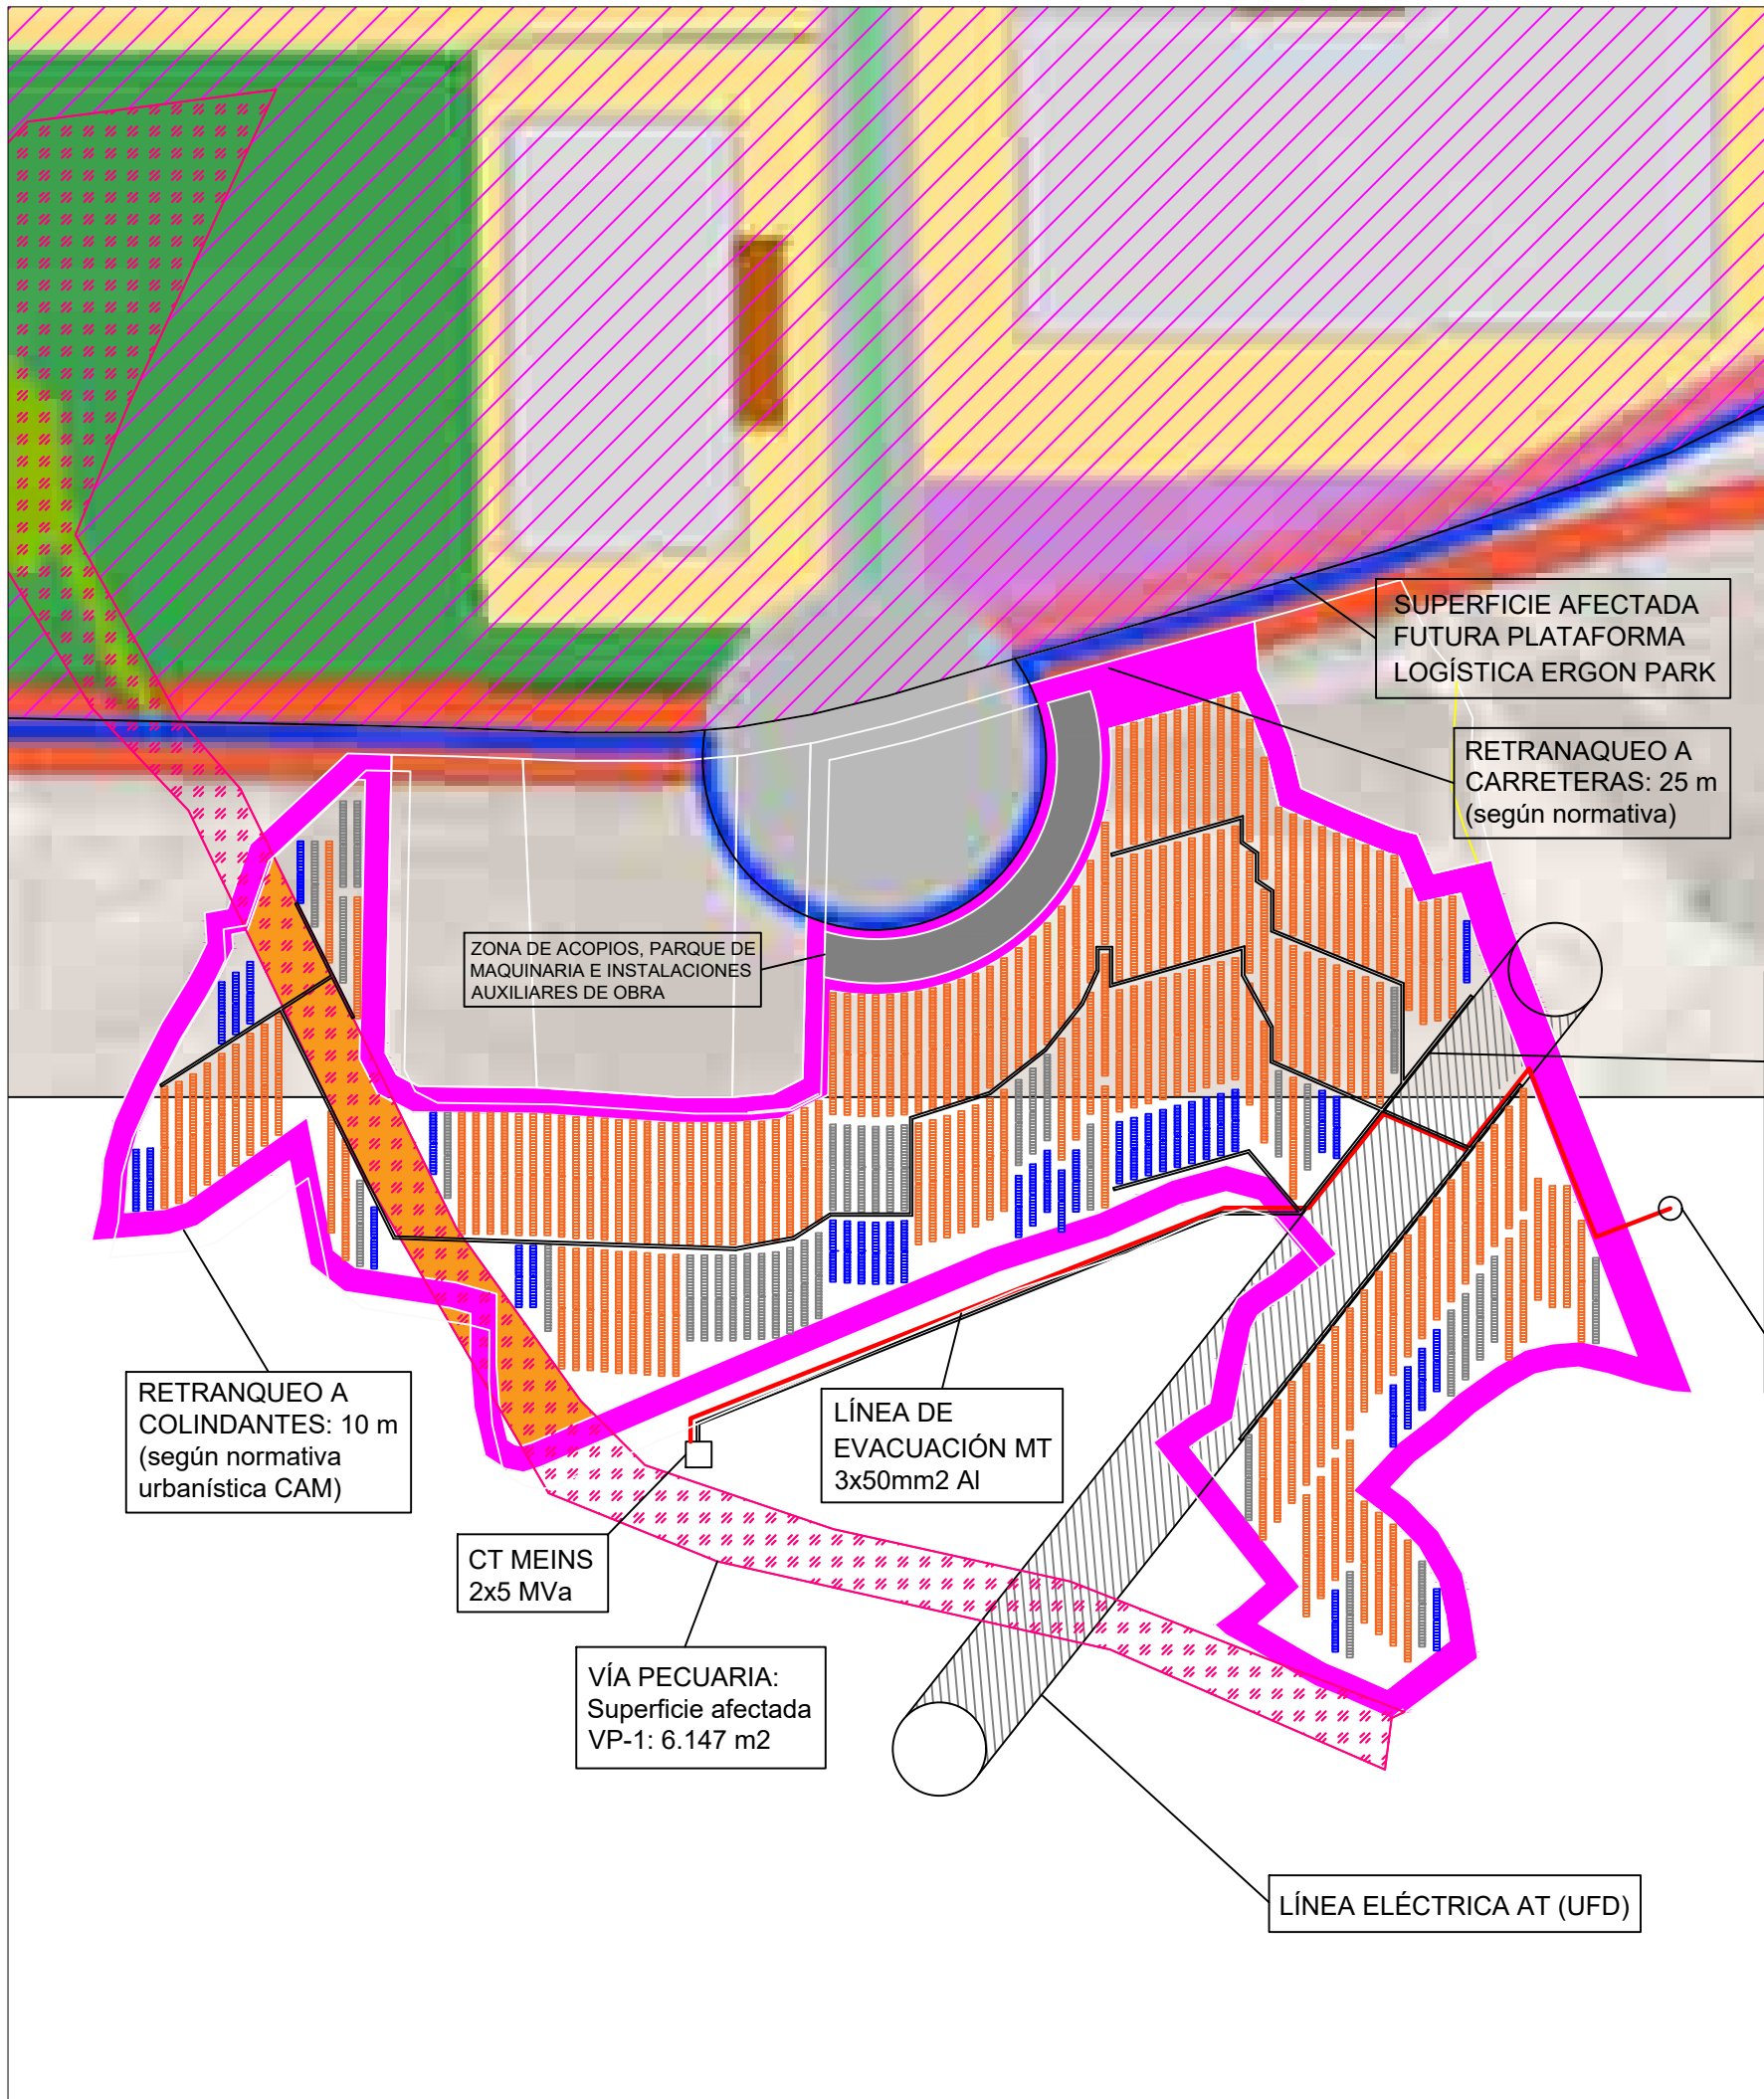 SUPERFICIE AFECTADA
FUTURA PLATAFORMA
LOGÍSTICA ERGON PARK
RETRANAQUEO A
CARRETERAS: 25 m
(según normativa)
ZONA DE ACOPIOS, PARQUE DE
MAQUINARIA E INSTALACIONES
AUXILIARES DE OBRA
RETRANQUEO A
COLINDANTES: 10 m
(según normativa
urbanística CAM)
LÍNEA DE
EVACUACIÓN MT
3x50mm2 Al
CT MEINS
2x5 MVa
VÍA PECUARIA:
Superficie afectada
VP-1: 6.147 m2
LÍNEA ELÉCTRICA AT (UFD)